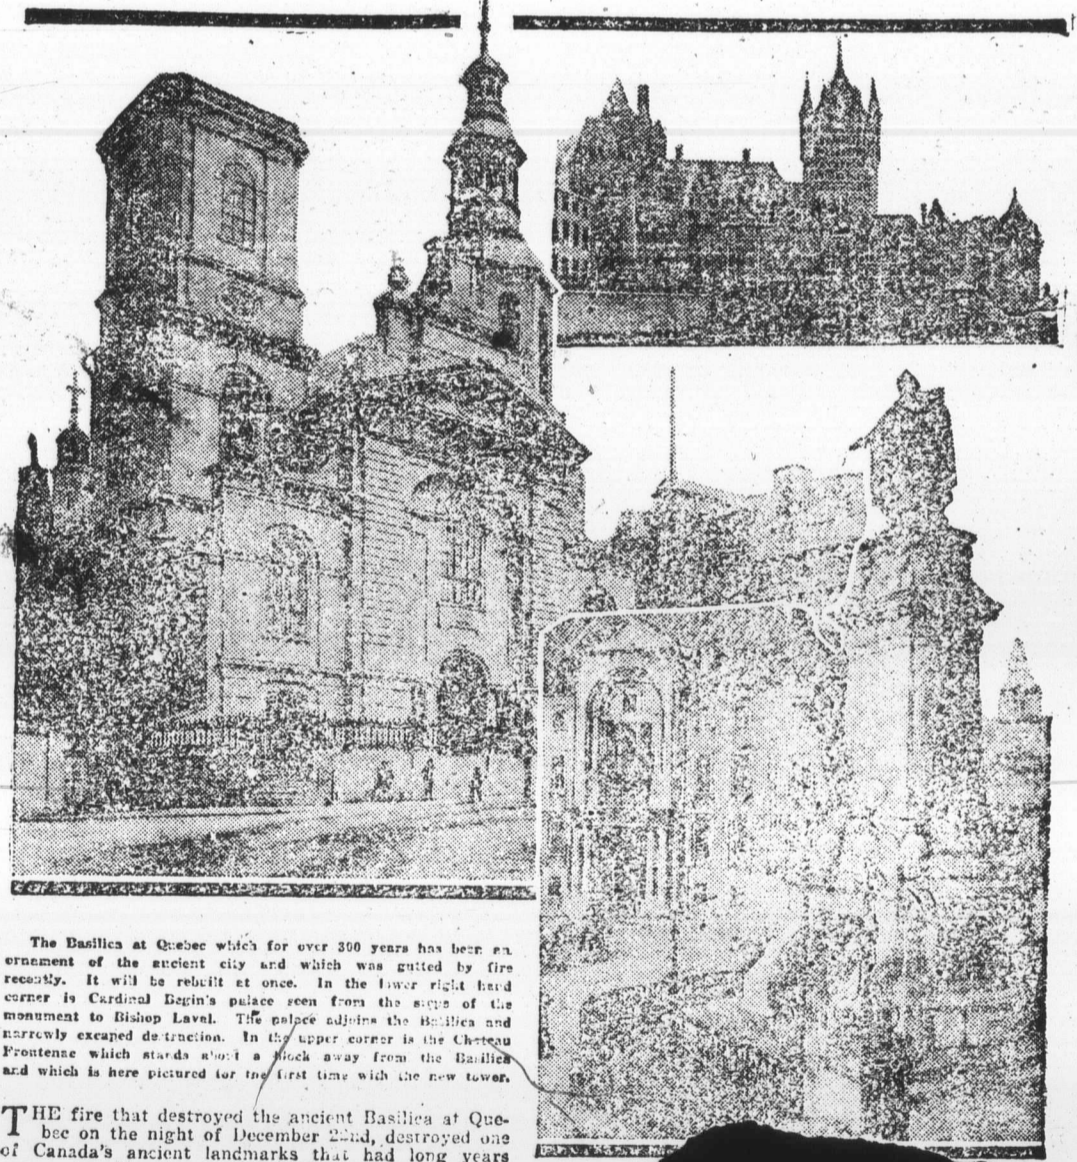 The Basilica at Quebec which for over 300 years has been an
ornament of the ancient city and which was gutted by fire
recently. It will be rebuilt at once. In the lower right hand
corner is Cardinal Begin's palace seen from the steps of the
monument to Bishop Laval. The palace adjoins the Basilica and
narrowly escaped destruction. In the upper corner is the Chateau
Frontenac which stands about a block away from the Basilica
and which is here pictured for the first time with the new tower.
THE fire that destroyed the ancient Basilica at Que-
bec on the night of December 22nd, destroyed one
of Canada's ancient landmarks that had long years